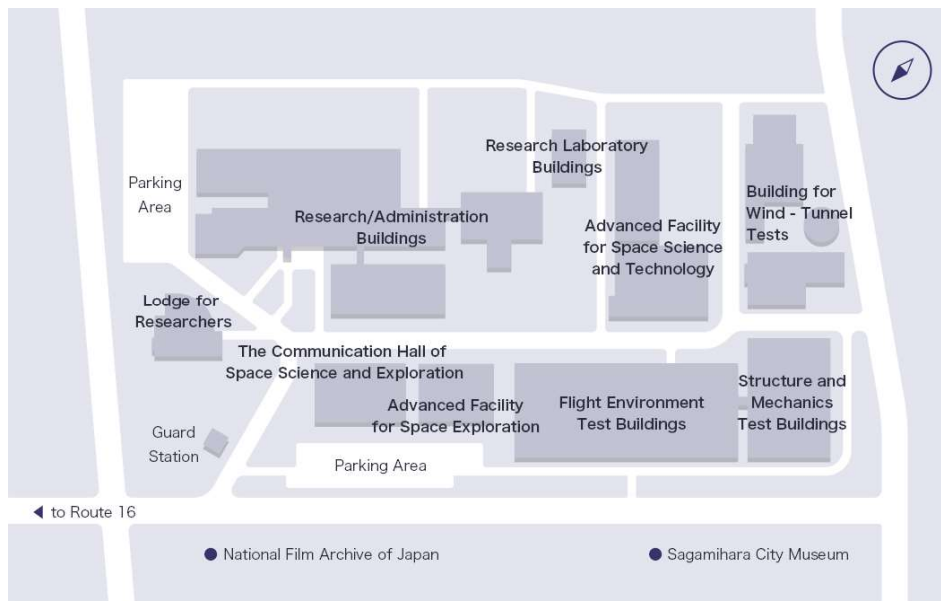 Research Laboratory
Buildings
Parking
Area
Building for
Wind - Tunnel
Tests
Research/Administration
Buildings
Advanced Facility
for Space Science
and Technology
Lodge for
Researchers
The Communication Hall of
Space Science and Exploration
Advanced Facility
for Space Exploration
Flight Environment
Test Buildings
Structure and
Mechanics
Test Buildings
Guard
Station
Parking Area
to Route 16
National Film Archive of Japan
Sagamihara City Museum